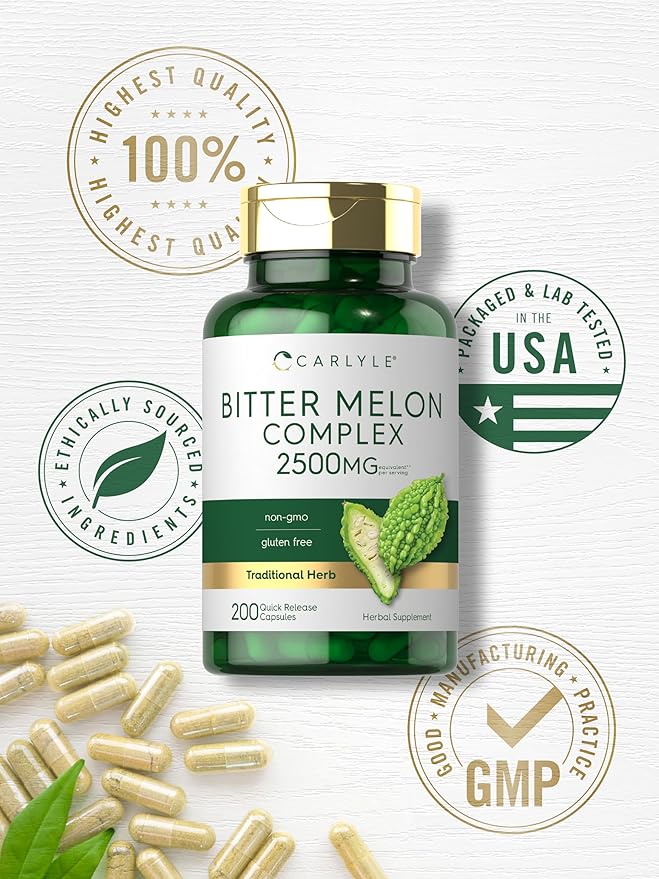 HIGHEST QUALITY
100%
HIGHEST QUA
CARLYLE®
BITTER MELON
COMPLEX
2500MG
equivalent**
per serving
non-gmo
gluten free
Traditional Herb
200 Quick Release
Capsules
Herbal Supplement
PACKAGED & LAB TESTED
IN THE
USA
ETHICALLY SOURCED
INGREDIENTS
GOOD • MANUFACTURING • PRACTICE
GMP